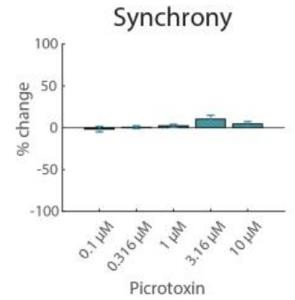 Synchrony
100
50
0
-50
-100
% change
0.1 µM
0.316 µM
1 µM
3.16 µM
10 µM
Picrotoxin